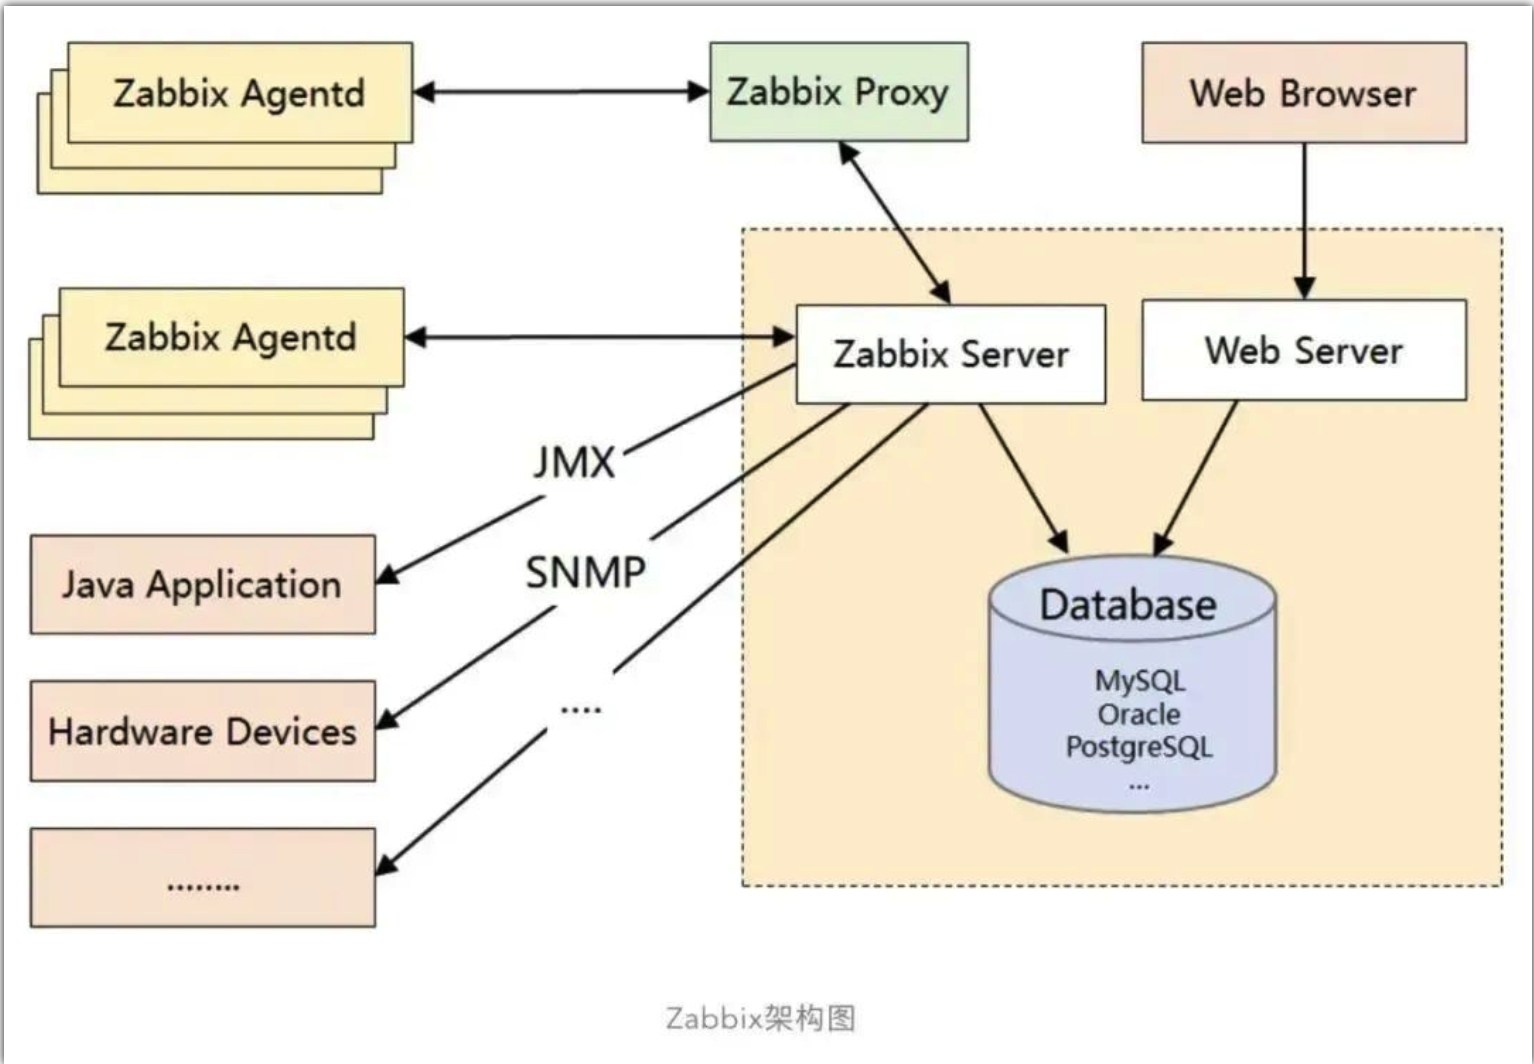 Zabbix Agentd
Zabbix Proxy
Web Browser
Zabbix Agentd
Zabbix Server
Web Server
JMX
SNMP
....
Java Application
Hardware Devices
........
Database
MySQL
Oracle
PostgreSQL
...
Zabbix架构图